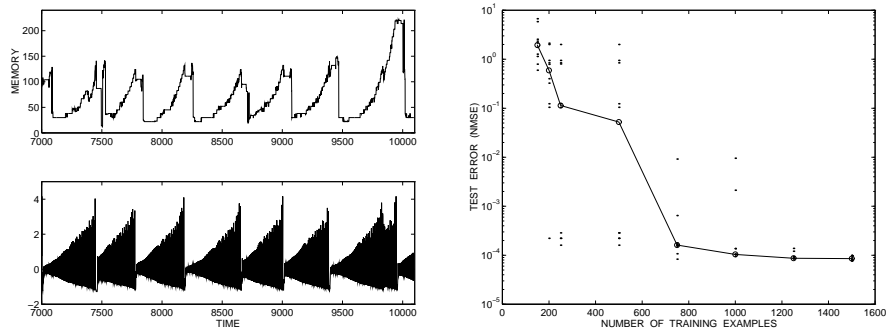 MEMORY
200
150
100
50
0
7000 7500 8000 8500 9000 9500 10000
4
2
0
−2
7000 7500 8000 8500 9000 9500 10000
TIME
TEST ERROR (NMSE)
10^1
10^0
10^−1
10^−2
10^−3
10^−4
10^−5
0 200 400 600 800 1000 1200 1400 1600
NUMBER OF TRAINING EXAMPLES